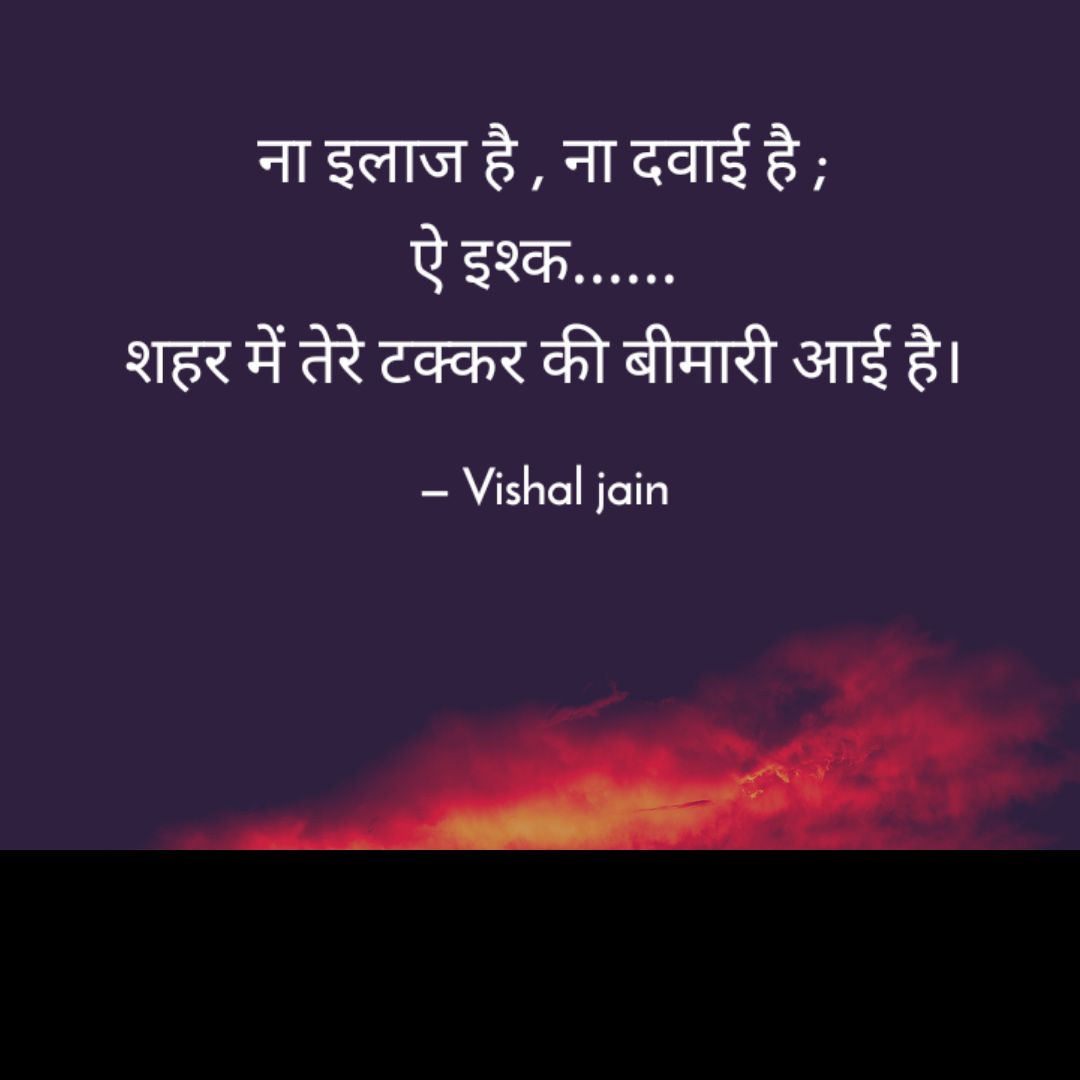 ना इलाज है , ना दवाई है ;
ऐ इश्क......
शहर में तेरे टक्कर की बीमारी आई है।
– Vishal jain